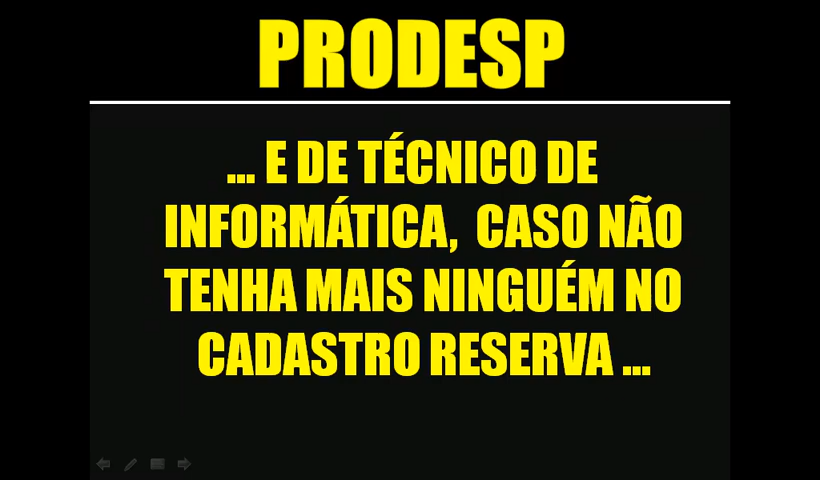 PRODESP
... E DE TÉCNICO DE
INFORMÁTICA, CASO NÃO
TENHA MAIS NINGUÉM NO
CADASTRO RESERVA ...